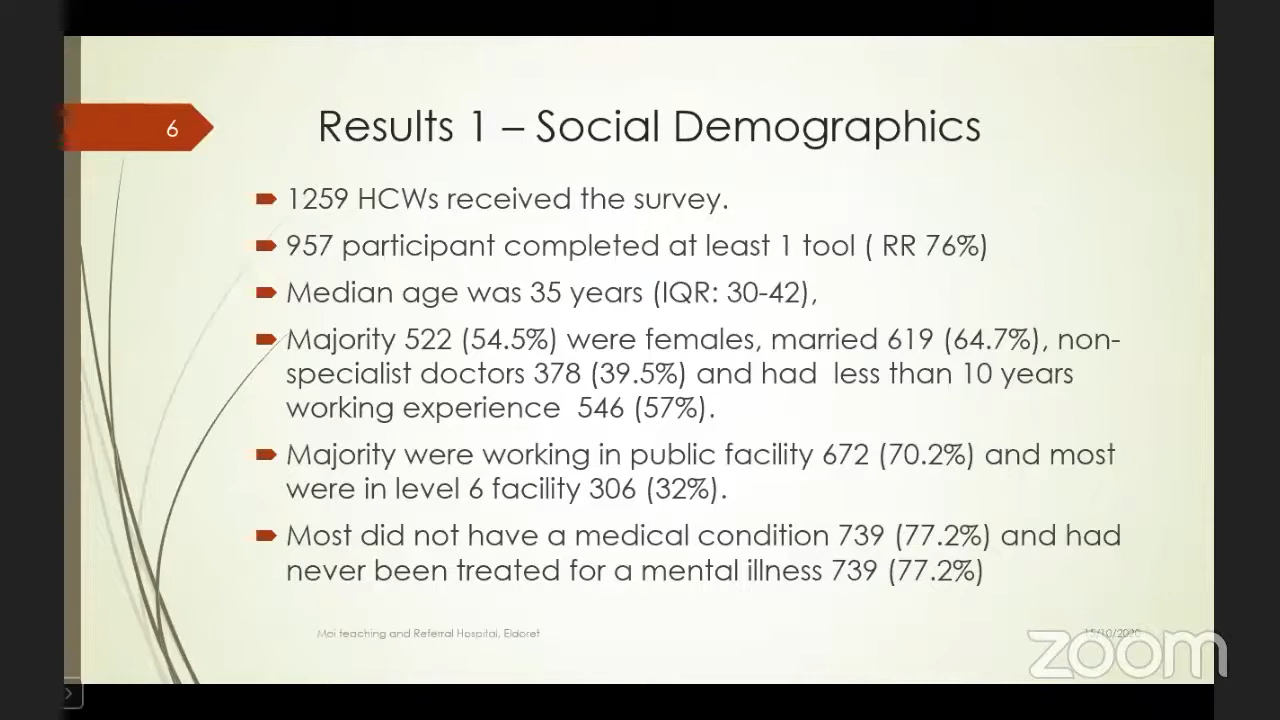 6
Results 1 – Social Demographics
1259 HCWs received the survey.
957 participant completed at least 1 tool ( RR 76%)
Median age was 35 years (IQR: 30-42),
Majority 522 (54.5%) were females, married 619 (64.7%), non-
specialist doctors 378 (39.5%) and had less than 10 years
working experience 546 (57%).
Majority were working in public facility 672 (70.2%) and most
were in level 6 facility 306 (32%).
Most did not have a medical condition 739 (77.2%) and had
never been treated for a mental illness 739 (77.2%)
Moi teaching and Referral Hospital, Eldoret
15/10/2020
zoom